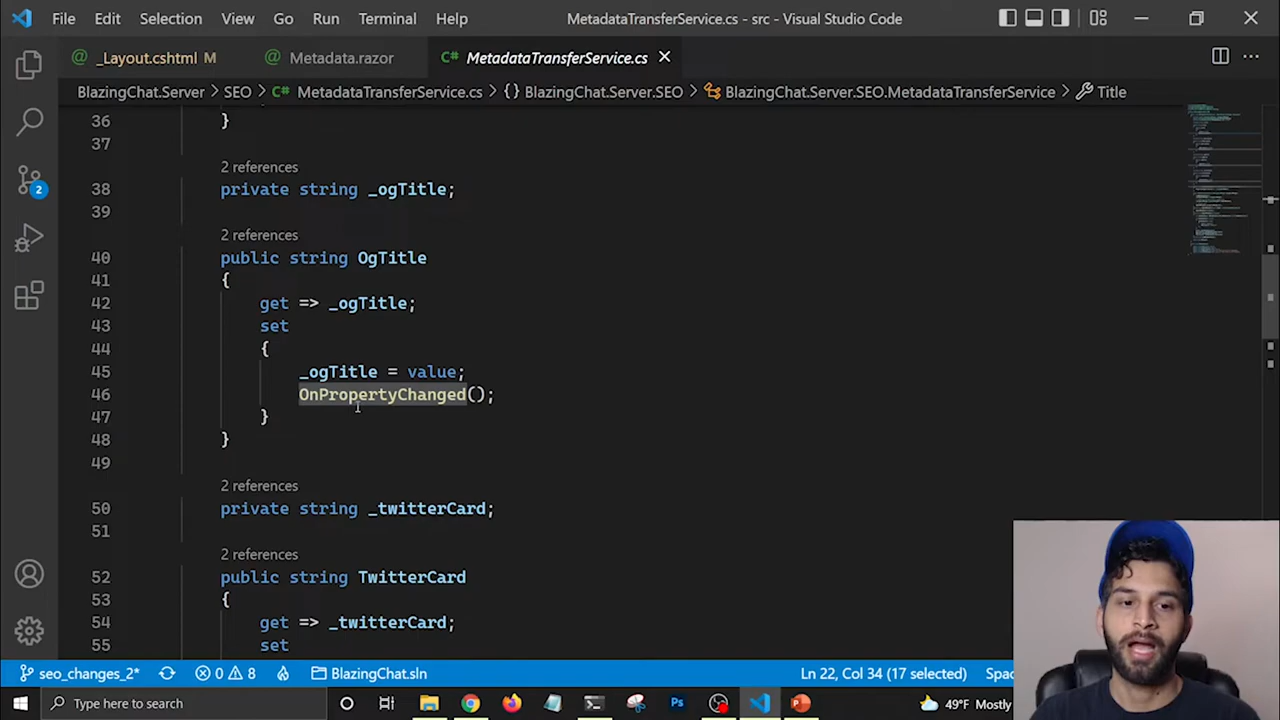 File Edit Selection View Go Run Terminal Help MetadataTransferService.cs - src - Visual Studio Code
_Layout.cshtml M Metadata.razor C# MetadataTransferService.cs
BlazingChat.Server > SEO > C# MetadataTransferService.cs > {} BlazingChat.Server.SEO > BlazingChat.Server.SEO.MetadataTransferService > Title
36 }
37
2 references
38 private string _ogTitle;
39
2 references
40 public string OgTitle
41 {
42 get => _ogTitle;
43 set
44 {
45 _ogTitle = value;
46 OnPropertyChanged();
47 }
48 }
49
2 references
50 private string _twitterCard;
51
2 references
52 public string TwitterCard
53 {
54 get => _twitterCard;
55 set
2
seo_changes_2* 0 8 BlazingChat.sln Ln 22, Col 34 (17 selected)
Type here to search Ps 49°F Mostly